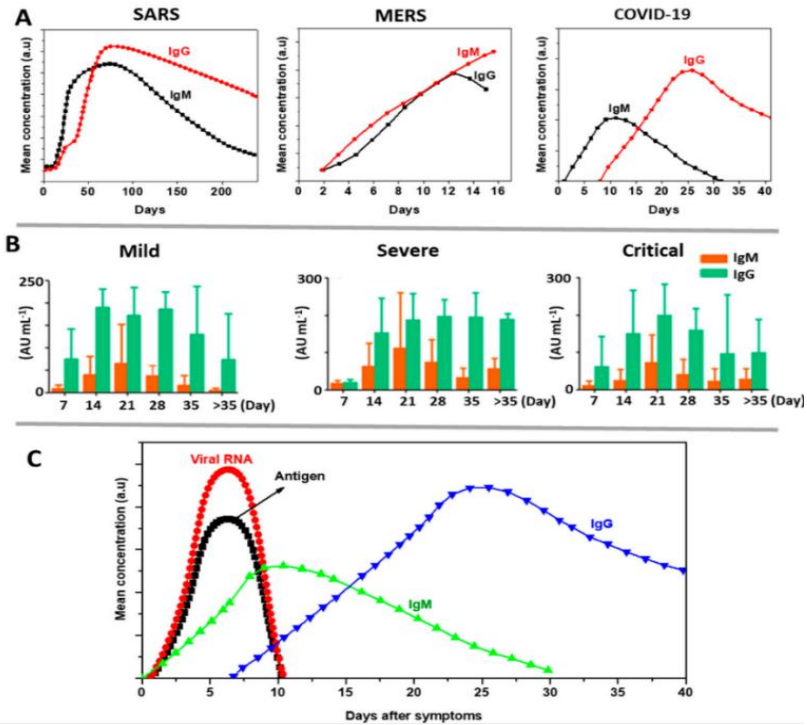 A
SARS
MERS
COVID-19
Mean concentration (a.u)
IgG
IgM
0 50 100 150 200
Days
Mean concentration (a.u)
IgM
IgG
0 2 4 6 8 10 12 14 16
Days
Mean concentration (a.u)
IgM
IgG
0 5 10 15 20 25 30 35 40
Days
B
Mild
Severe
Critical
IgM
IgG
250
(AU mL⁻¹)
0
7 14 21 28 35 >35 (Day)
300
(AU mL⁻¹)
0
7 14 21 28 35 >35 (Day)
300
(AU mL⁻¹)
0
7 14 21 28 35 >35 (Day)
C
Viral RNA
Antigen
IgG
IgM
Mean concentration (a.u)
0 5 10 15 20 25 30 35 40
Days after symptoms